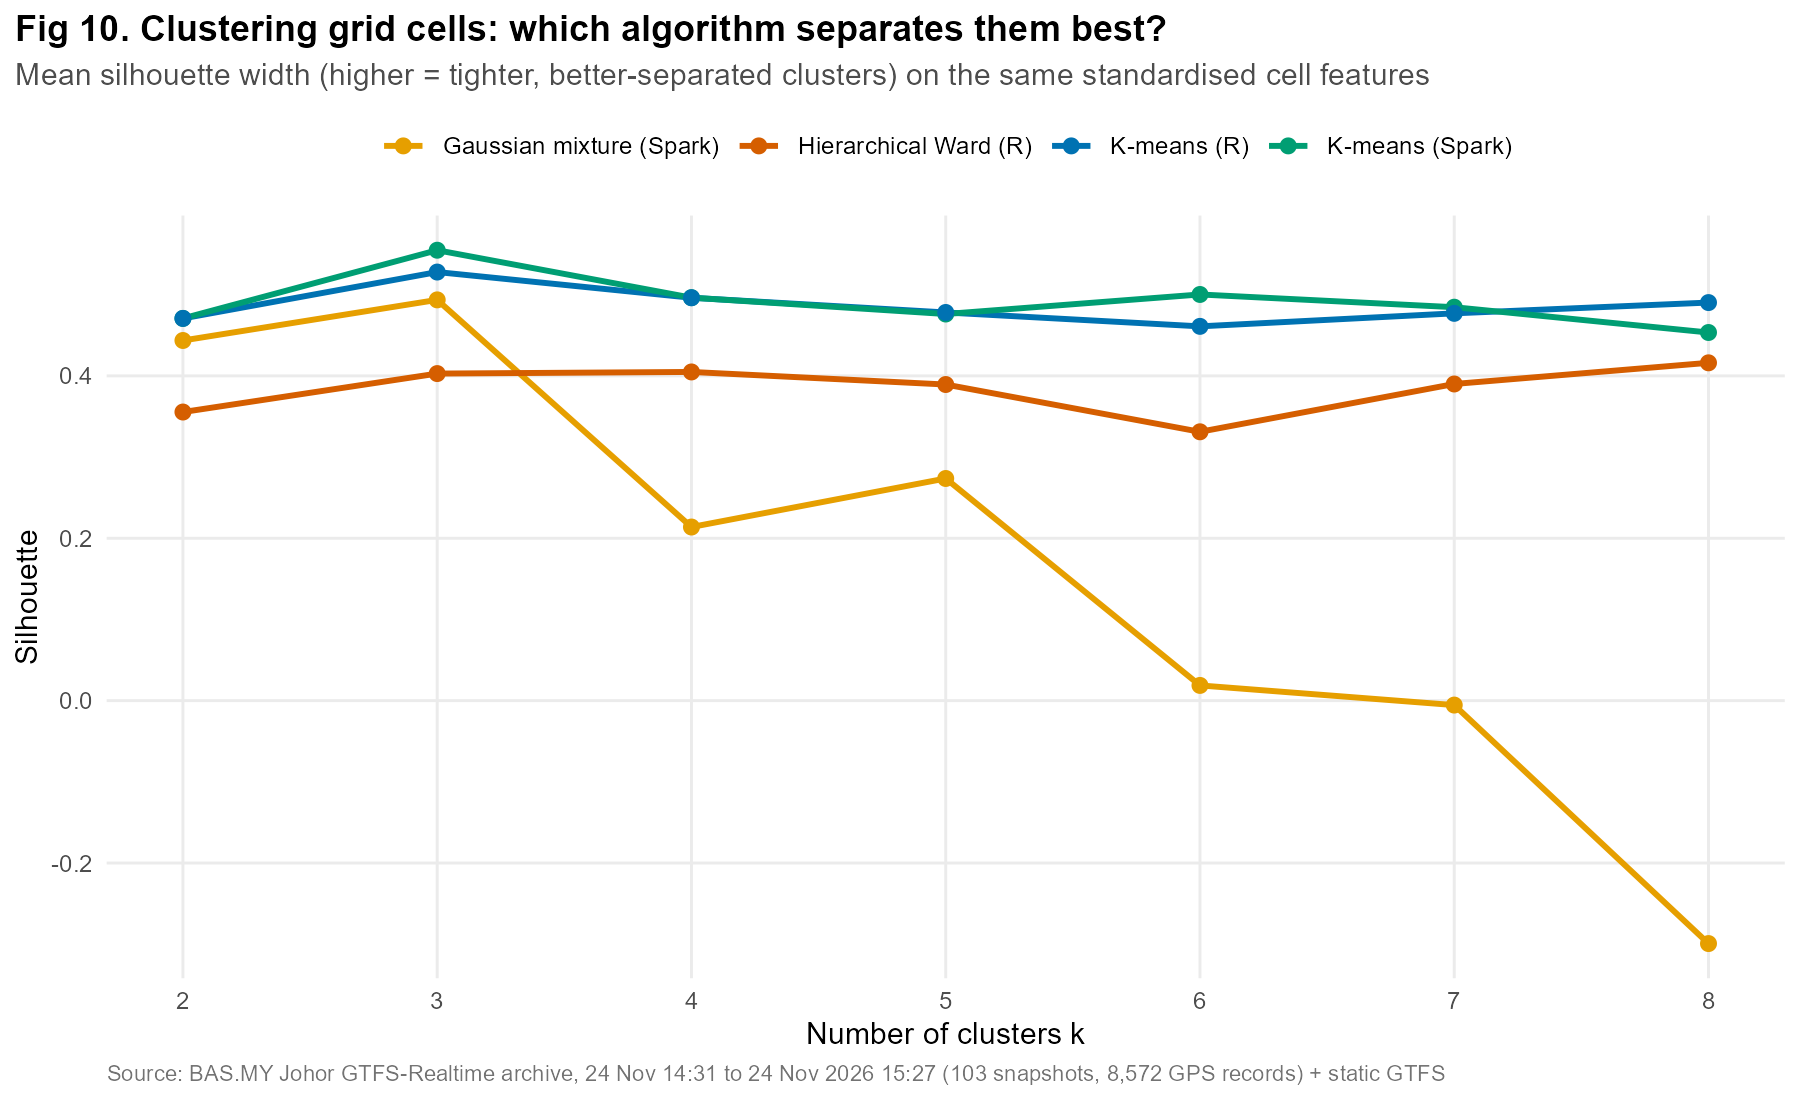 Fig 10. Clustering grid cells: which algorithm separates them best?
Mean silhouette width (higher = tighter, better-separated clusters) on the same standardised cell features
Gaussian mixture (Spark) Hierarchical Ward (R) K-means (R) K-means (Spark)
0.4
0.2
0.0
-0.2
Silhouette
2 3 4 5 6 7 8
Number of clusters k
Source: BAS.MY Johor GTFS-Realtime archive, 24 Nov 14:31 to 24 Nov 2026 15:27 (103 snapshots, 8,572 GPS records) + static GTFS